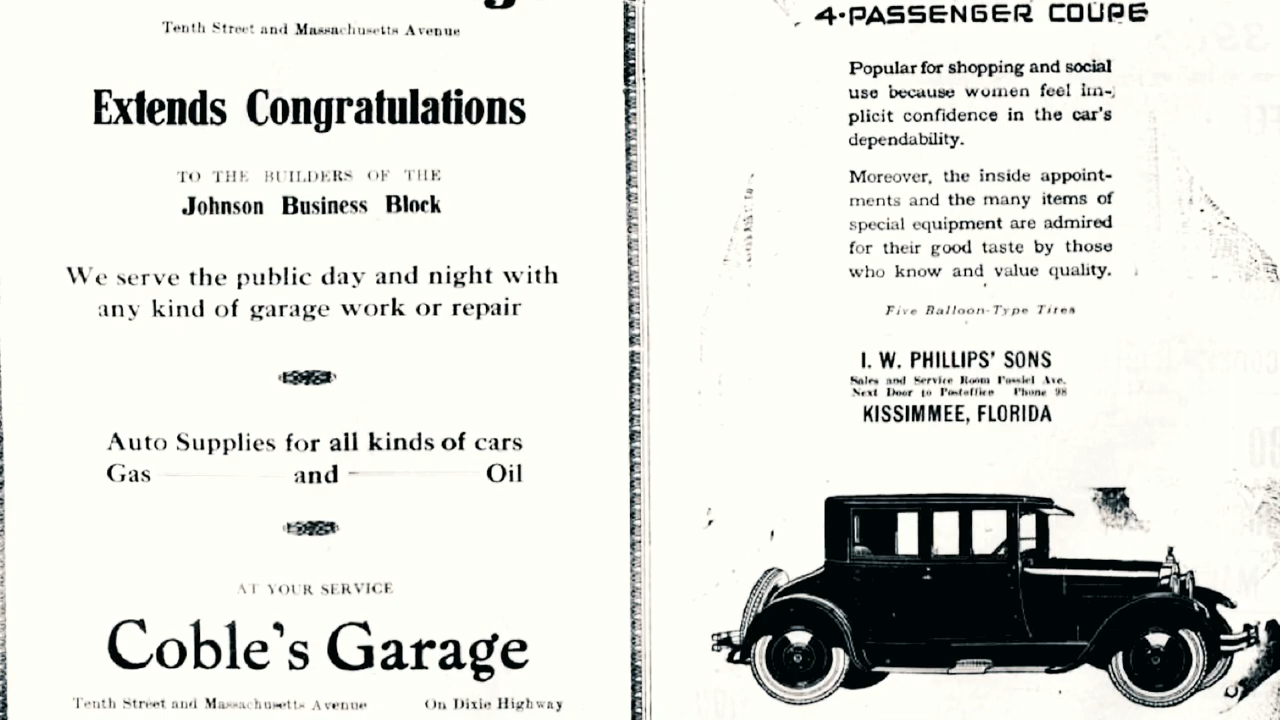 Tenth Street and Massachusetts Avenue
Extends Congratulations
TO THE BUILDERS OF THE
Johnson Business Block
We serve the public day and night with
any kind of garage work or repair
Auto Supplies for all kinds of cars
Gas and Oil
AT YOUR SERVICE
Coble's Garage
Tenth Street and Massachusetts Avenue On Dixie Highway
4-PASSENGER COUPE
Popular for shopping and social
use because women feel im-
plicit confidence in the car's
dependability.
Moreover, the inside appoint-
ments and the many items of
special equipment are admired
for their good taste by those
who know and value quality.
Five Balloon-Type Tires
I. W. PHILLIPS' SONS
Sales and Service Room Ave.
Next Door to Postoffice Phone 98
KISSIMMEE, FLORIDA